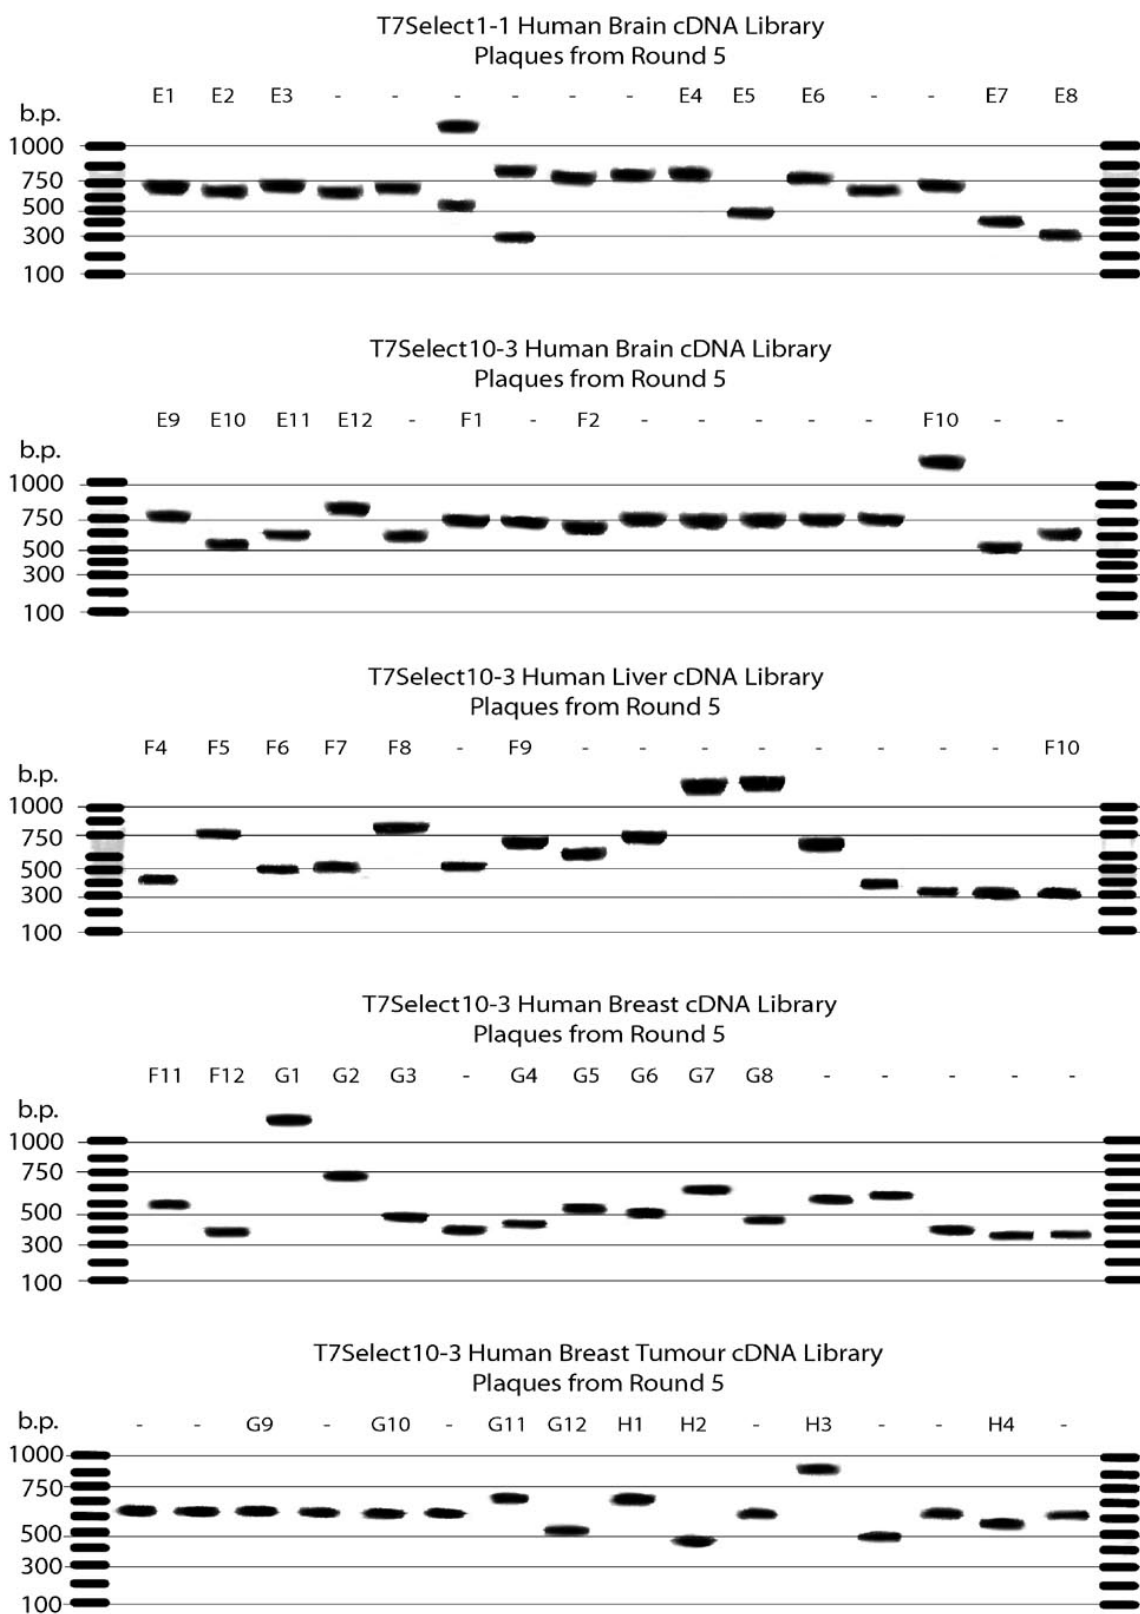 T7Select1-1 Human Brain cDNA Library
Plaques from Round 5
E1 E2 E3 - - - - - - E4 E5 E6 - - E7 E8
b.p.
1000
750
500
300
100
T7Select10-3 Human Brain cDNA Library
Plaques from Round 5
E9 E10 E11 E12 - F1 - F2 - - - - - F10 - -
b.p.
1000
750
500
300
100
T7Select10-3 Human Liver cDNA Library
Plaques from Round 5
F4 F5 F6 F7 F8 - F9 - - - - - - - - F10
b.p.
1000
750
500
300
100
T7Select10-3 Human Breast cDNA Library
Plaques from Round 5
F11 F12 G1 G2 G3 - G4 G5 G6 G7 G8 - - - - -
b.p.
1000
750
500
300
100
T7Select10-3 Human Breast Tumour cDNA Library
Plaques from Round 5
- - G9 - G10 - G11 G12 H1 H2 - H3 - - H4 -
b.p.
1000
750
500
300
100